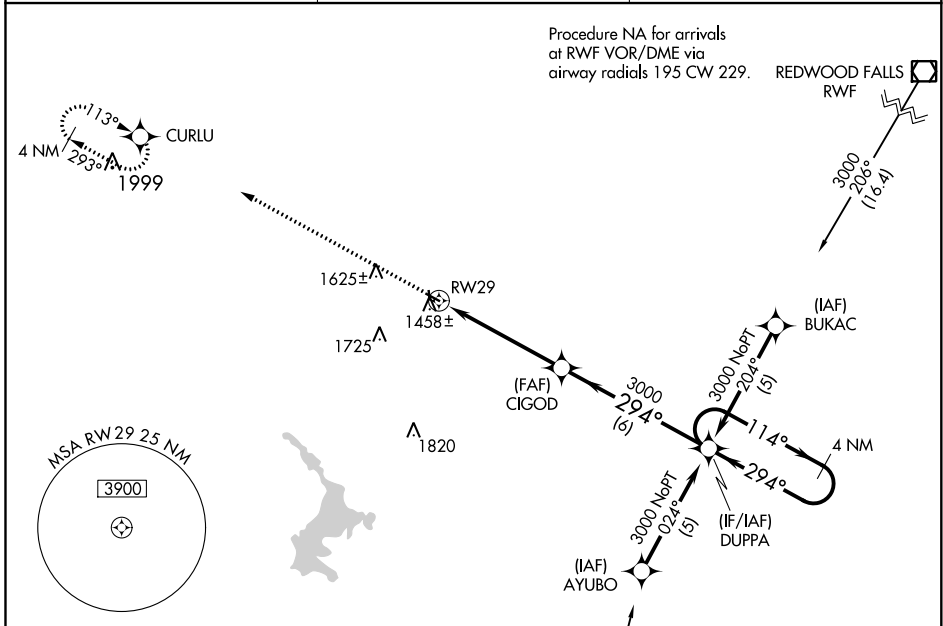 Procedure NA for arrivals
at RWF VOR/DME via
airway radials 195 CW 229.
REDWOOD FALLS
RWF
3000
206°
(16.4)
113°
CURLU
4 NM
293°
1999
1625±
RW29
1458±
1725
(IAF)
BUKAC
3000 NoPT
204°
(5)
(FAF)
CIGOD
3000
294°
(6)
1820
114°
4 NM
294°
MSA RW29 25 NM
3900
3000 NoPT
024°
(5)
(IF/IAF)
DUPPA
(IAF)
AYUBO